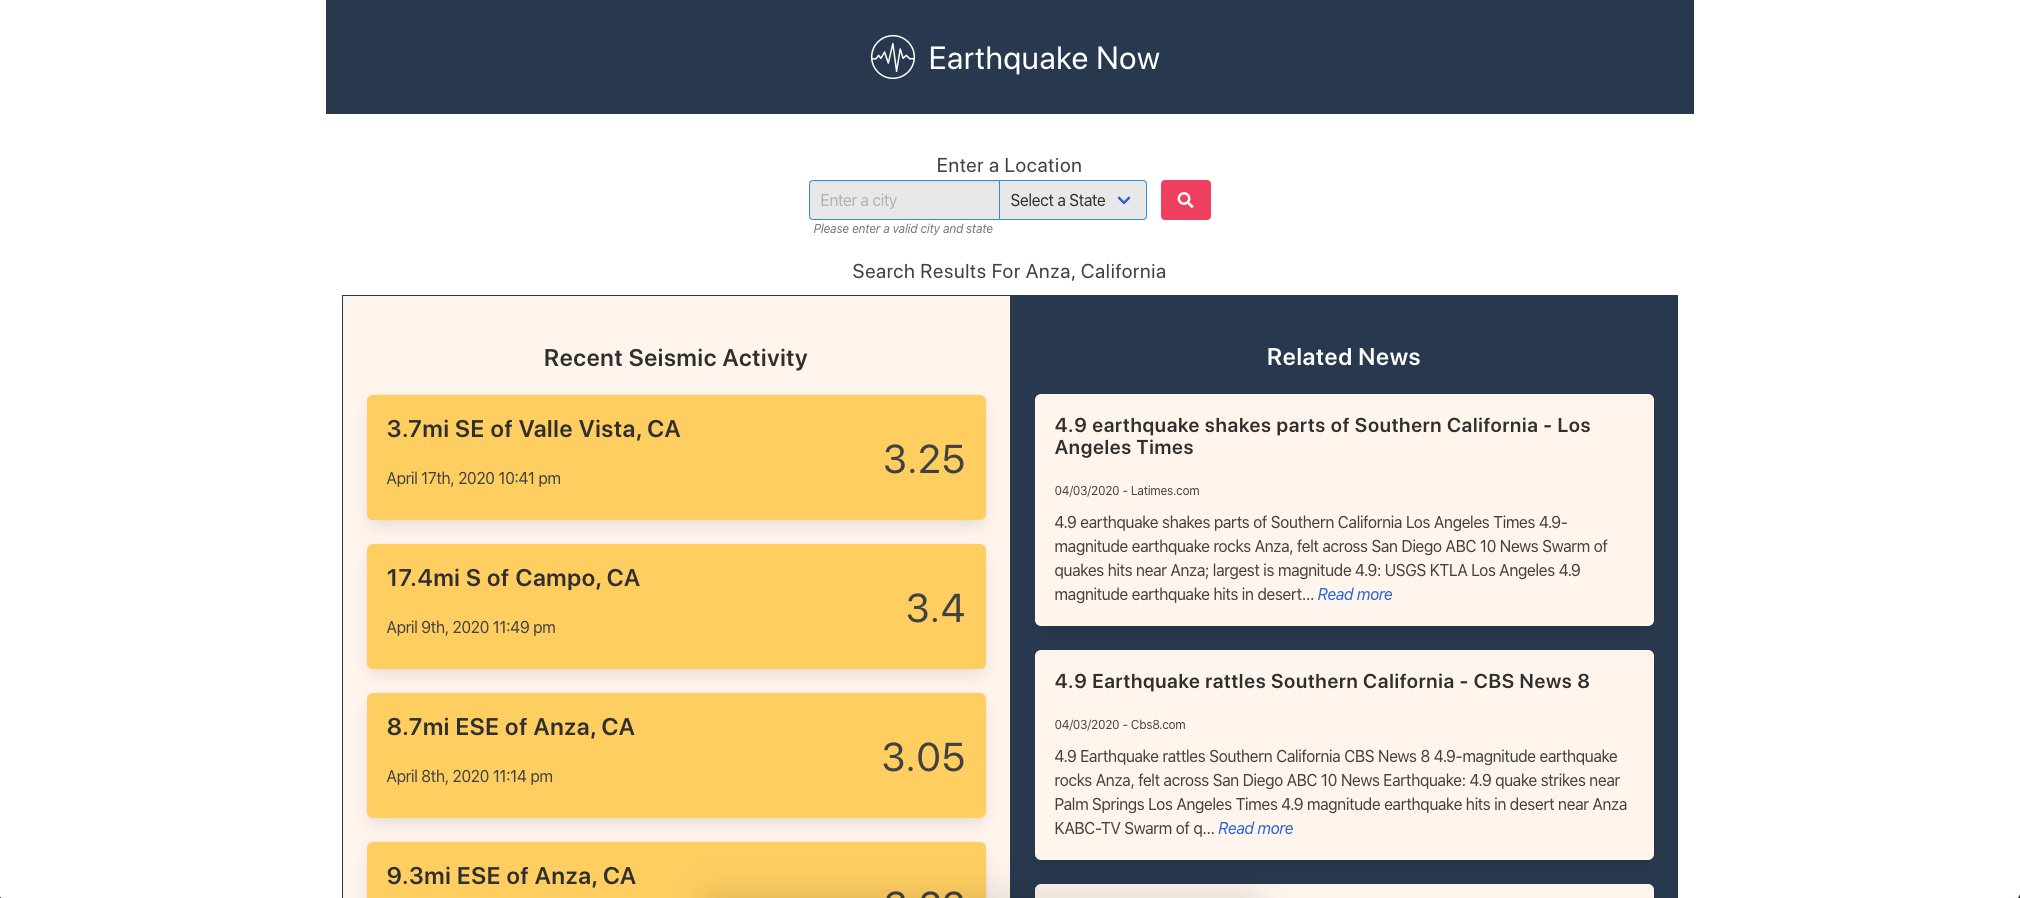 Earthquake Now
Enter a Location
Enter a city
Select a State
Please enter a valid city and state
Search Results For Anza, California
Recent Seismic Activity
3.7mi SE of Valle Vista, CA
3.25
April 17th, 2020 10:41 pm
17.4mi S of Campo, CA
3.4
April 9th, 2020 11:49 pm
8.7mi ESE of Anza, CA
3.05
April 8th, 2020 11:14 pm
9.3mi ESE of Anza, CA
Related News
4.9 earthquake shakes parts of Southern California - Los
Angeles Times
04/03/2020 - Latimes.com
4.9 earthquake shakes parts of Southern California Los Angeles Times 4.9-
magnitude earthquake rocks Anza, felt across San Diego ABC 10 News Swarm of
quakes hits near Anza; largest is magnitude 4.9: USGS KTLA Los Angeles 4.9
magnitude earthquake hits in desert... Read more
4.9 Earthquake rattles Southern California - CBS News 8
04/03/2020 - Cbs8.com
4.9 Earthquake rattles Southern California CBS News 8 4.9-magnitude earthquake
rocks Anza, felt across San Diego ABC 10 News Earthquake: 4.9 quake strikes near
Palm Springs Los Angeles Times 4.9 magnitude earthquake hits in desert near Anza
KABC-TV Swarm of q... Read more